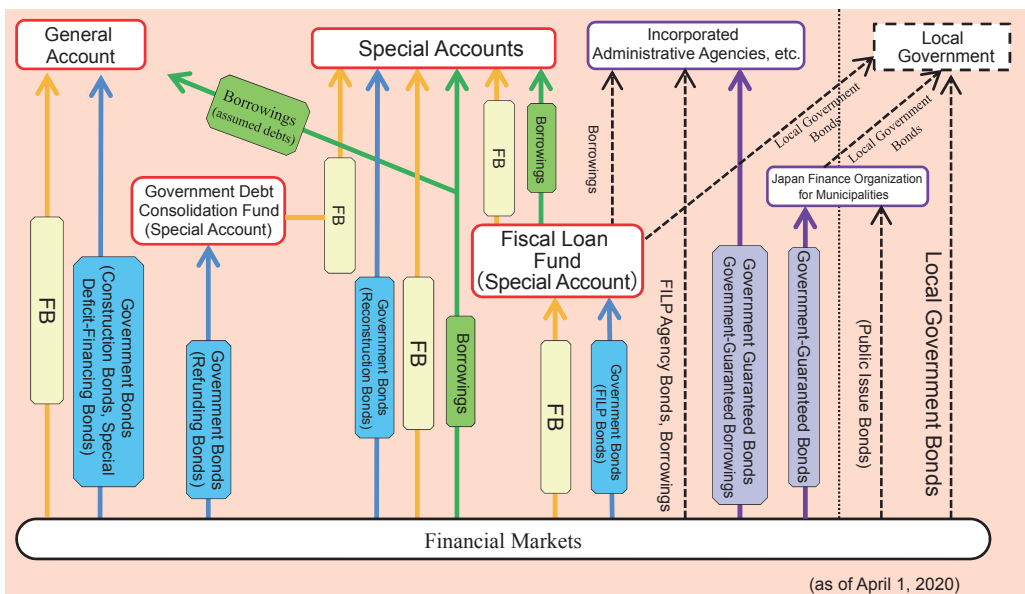 General
Account
Special Accounts
Incorporated
Administrative Agencies, etc.
Local
Government
Borrowings
(assumed debts)
FB
Borrowings
Borrowings
Local Government
Bonds
Local Government
Bonds
Government Debt
Consolidation Fund
(Special Account)
FB
Japan Finance Organization
for Municipalities
Fiscal Loan
Fund
(Special Account)
FB
Government Bonds
(Construction Bonds, Special
Deficit-Financing Bonds)
Government Bonds
(Refunding Bonds)
Government Bonds
(Reconstruction Bonds)
FB
Borrowings
FB
Government Bonds
(FILP Bonds)
FILP Agency Bonds, Borrowings
Government Guaranteed Bonds
Government-Guaranteed Borrowings
Government-Guaranteed Bonds
(Public Issue Bonds)
Local Government Bonds
Financial Markets
(as of April 1, 2020)